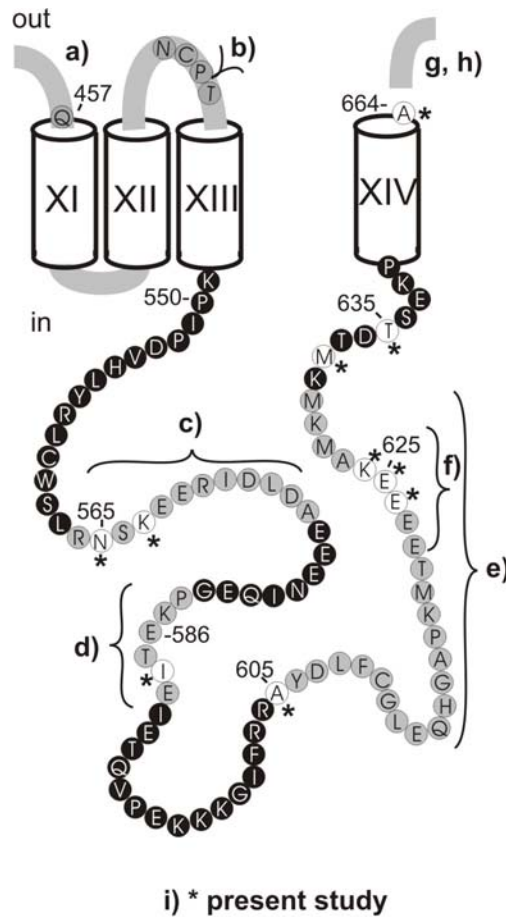 out
a)
Q
457
N C P T
b)
g, h)
664- A *
XI XII XIII
XIV
in
550-
K P I P D V H L Y R L C W S L R N S K E E R I D L D A E E E N I Q E G P K E T I E I E T Q V P E K K K G I F R R A Y D L F C G L E Q H G A P K M T E E E E K A M K M K M T D T S E K P
635
*
*
c)
565
* *
* * *
625
f)
e)
d)
-586
*
605
*
i) * present study